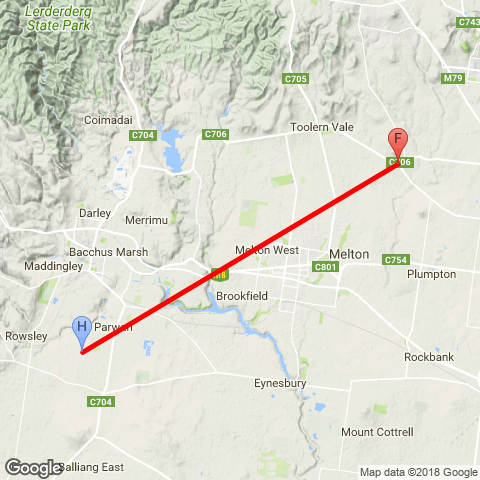 Lerderderg
State Park
C743
C704
C705
M79
Coimadai
C704
C706
Toolern Vale
F
C706
Darley
Merrimu
Bacchus Marsh
Melton West
Melton
Maddingley
M8
C801
C754
Plumpton
Brookfield
H
Parwan
Rowsley
Rockbank
Eynesbury
C704
Mount Cottrell
Balliang East
Google
Google
Map data ©2018 Google